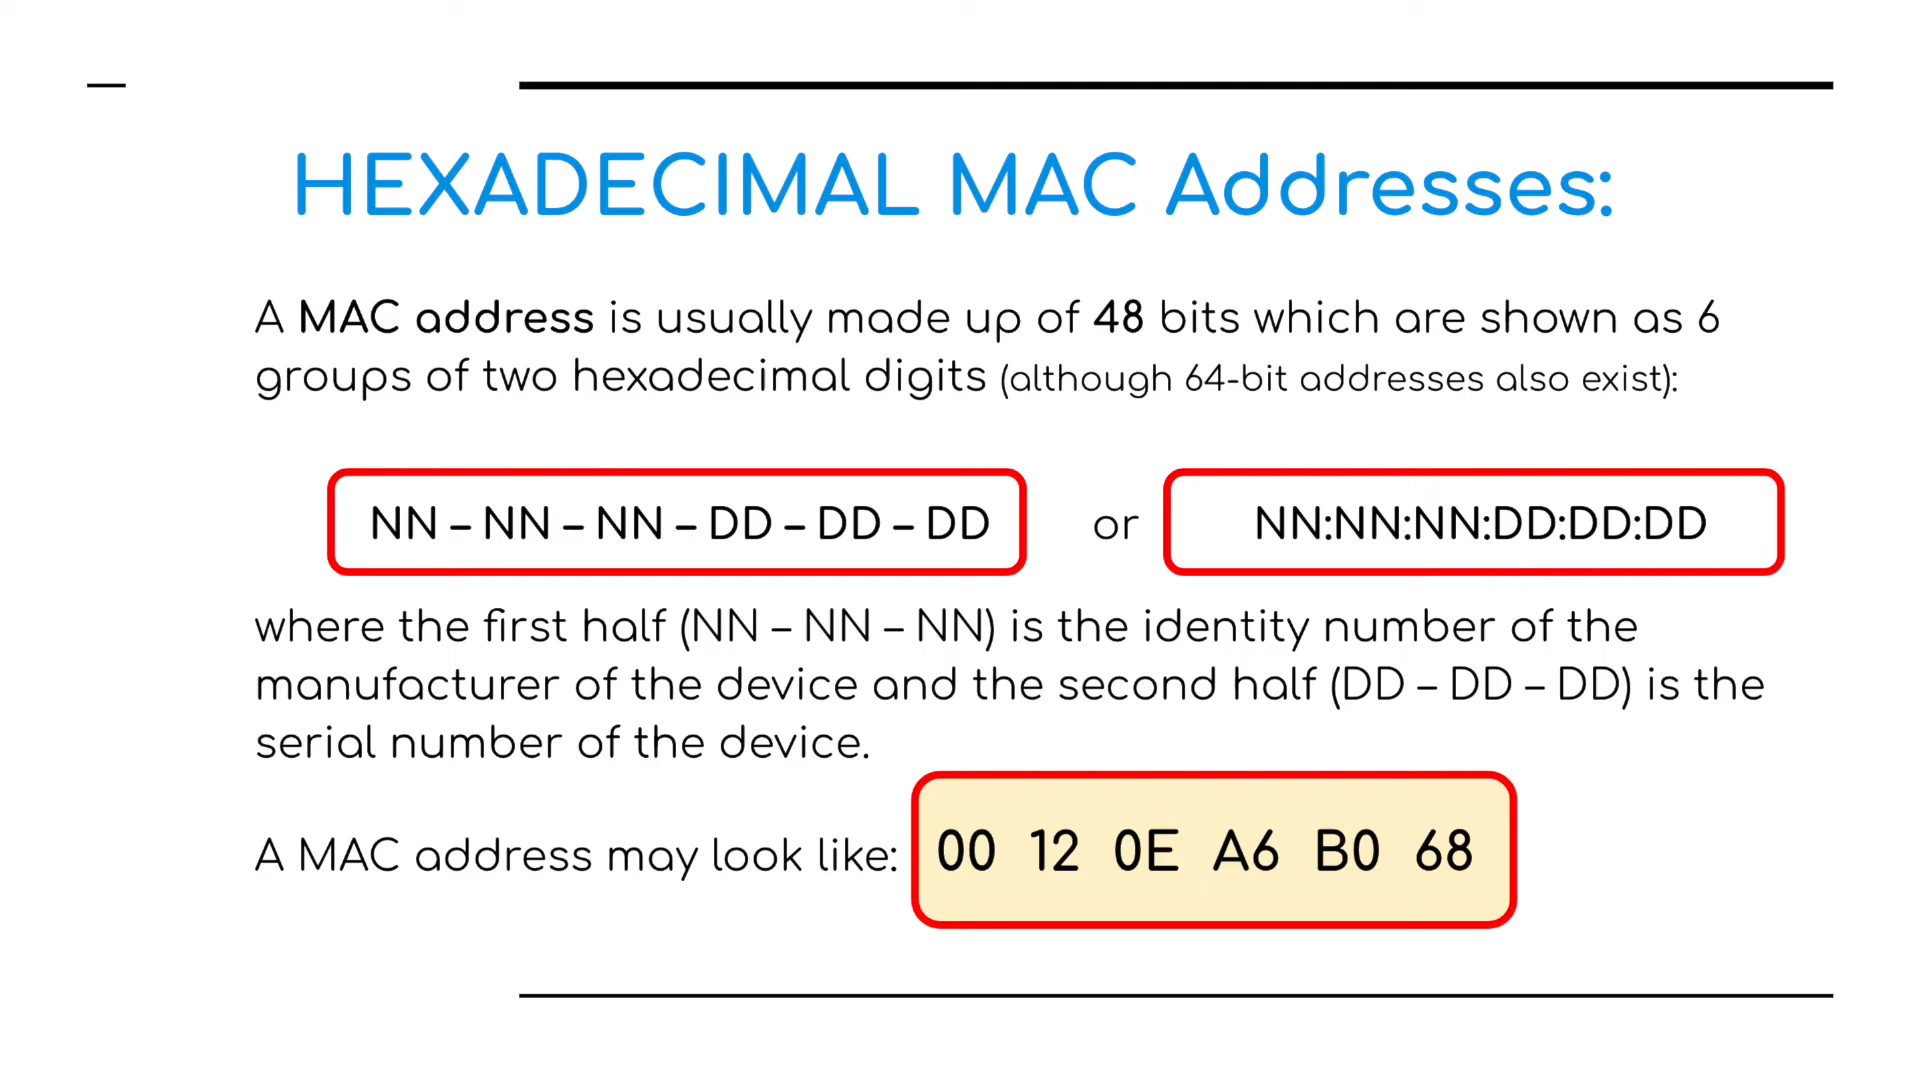 HEXADECIMAL MAC Addresses:
A MAC address is usually made up of 48 bits which are shown as 6
groups of two hexadecimal digits (although 64-bit addresses also exist):
NN – NN – NN – DD – DD – DD or NN:NN:NN:DD:DD:DD
where the first half (NN – NN – NN) is the identity number of the
manufacturer of the device and the second half (DD – DD – DD) is the
serial number of the device.
A MAC address may look like: 00 12 0E A6 B0 68